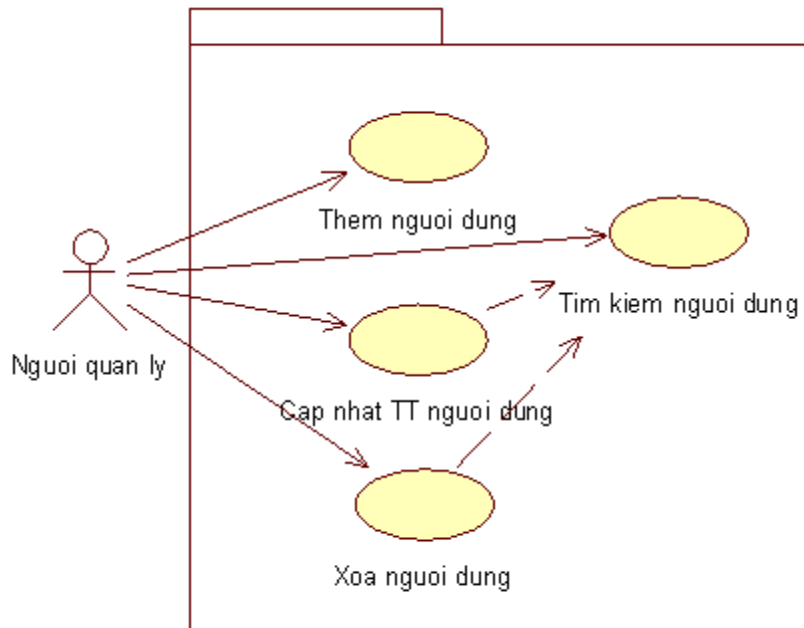 Them nguoi dung
Tim kiem nguoi dung
Nguoi quan ly
Cap nhat TT nguoi dung
Xoa nguoi dung